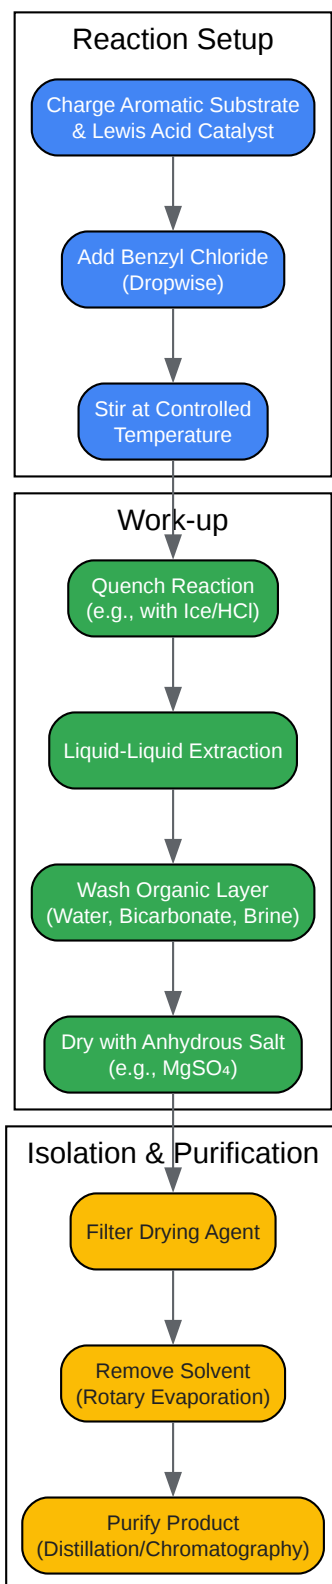 Reaction Setup
Charge Aromatic Substrate
& Lewis Acid Catalyst
Add Benzyl Chloride
(Dropwise)
Stir at Controlled
Temperature
Work-up
Quench Reaction
(e.g., with Ice/HCl)
Liquid-Liquid Extraction
Wash Organic Layer
(Water, Bicarbonate, Brine)
Dry with Anhydrous Salt
(e.g., MgSO₄)
Isolation & Purification
Filter Drying Agent
Remove Solvent
(Rotary Evaporation)
Purify Product
(Distillation/Chromatography)